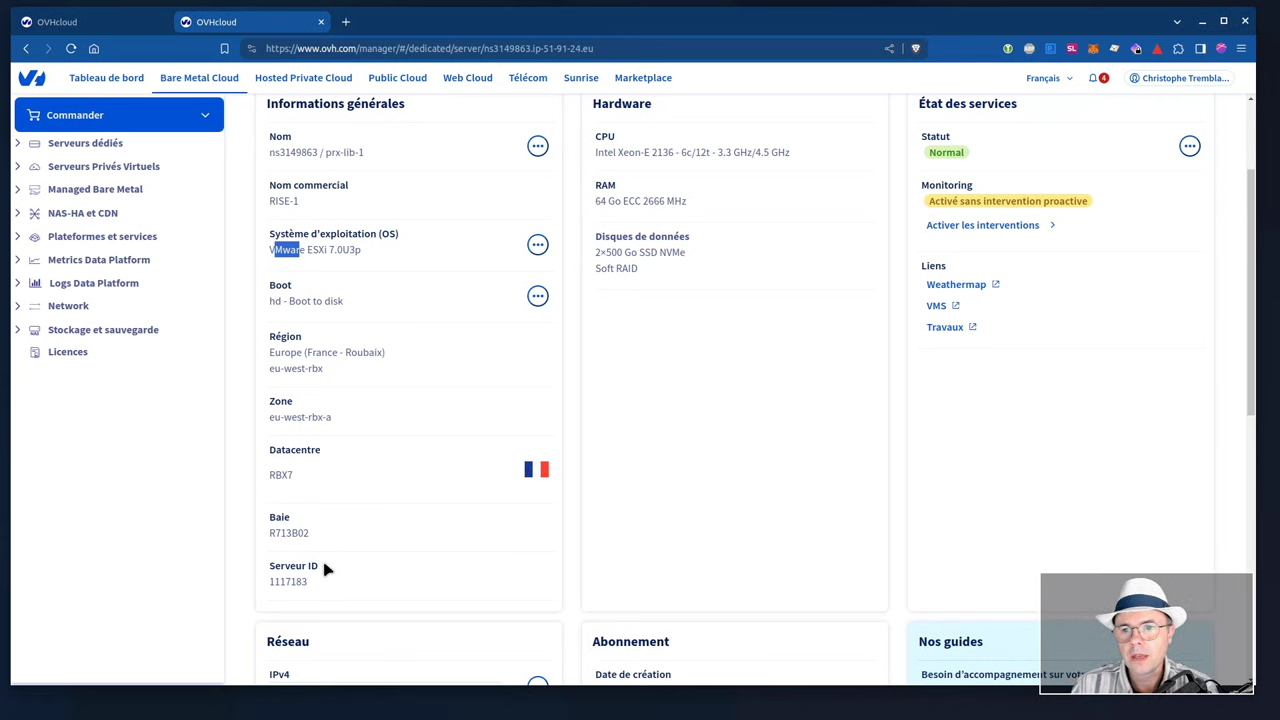 OVHcloud
OVHcloud
https://www.ovh.com/manager/#/dedicated/server/ns3149863.ip-51-91-24.eu
Tableau de bord
Bare Metal Cloud
Hosted Private Cloud
Public Cloud
Web Cloud
Télécom
Sunrise
Marketplace
Français
4
Christophe Trembla...
Commander
Serveurs dédiés
Serveurs Privés Virtuels
Managed Bare Metal
NAS-HA et CDN
Plateformes et services
Metrics Data Platform
Logs Data Platform
Network
Stockage et sauvegarde
Licences
Informations générales
Nom
ns3149863 / prx-lib-1
Nom commercial
RISE-1
Système d'exploitation (OS)
VMware ESXi 7.0U3p
Boot
hd - Boot to disk
Région
Europe (France - Roubaix)
eu-west-rbx
Zone
eu-west-rbx-a
Datacentre
RBX7
Baie
R713B02
Serveur ID
1117183
Hardware
CPU
Intel Xeon-E 2136 - 6c/12t - 3.3 GHz/4.5 GHz
RAM
64 Go ECC 2666 MHz
Disques de données
2×500 Go SSD NVMe
Soft RAID
État des services
Statut
Normal
Monitoring
Activé sans intervention proactive
Activer les interventions
Liens
Weathermap
VMS
Travaux
Réseau
IPv4
Abonnement
Date de création
Nos guides
Besoin d'accompagnement sur vot